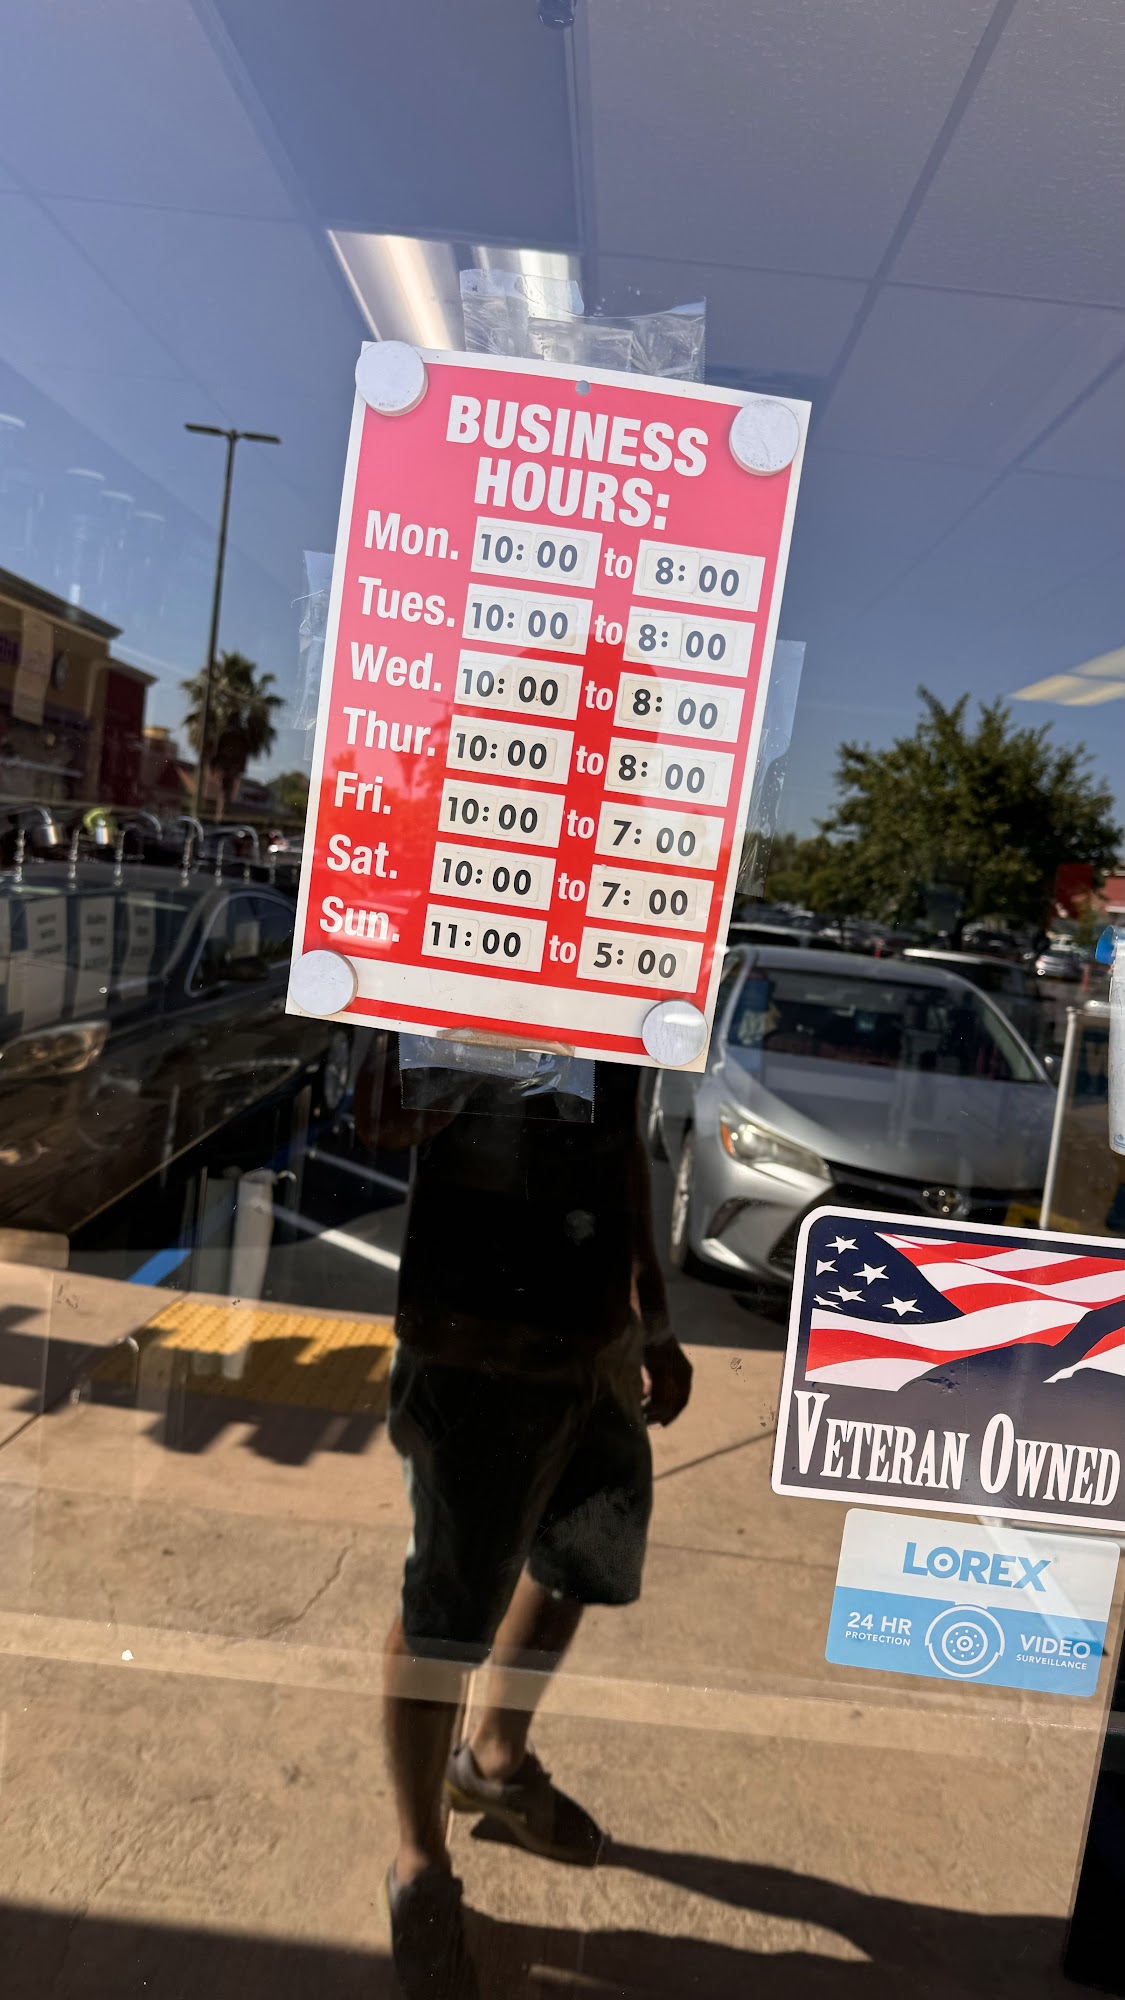 BUSINESS
HOURS:
Mon. 10:00 to 8:00
Tues. 10:00 to 8:00
Wed. 10:00 to 8:00
Thur. 10:00 to 8:00
Fri. 10:00 to 7:00
Sat. 10:00 to 7:00
Sun. 11:00 to 5:00
VETERAN OWNED
LOREX
24 HR
PROTECTION
VIDEO
SURVEILLANCE